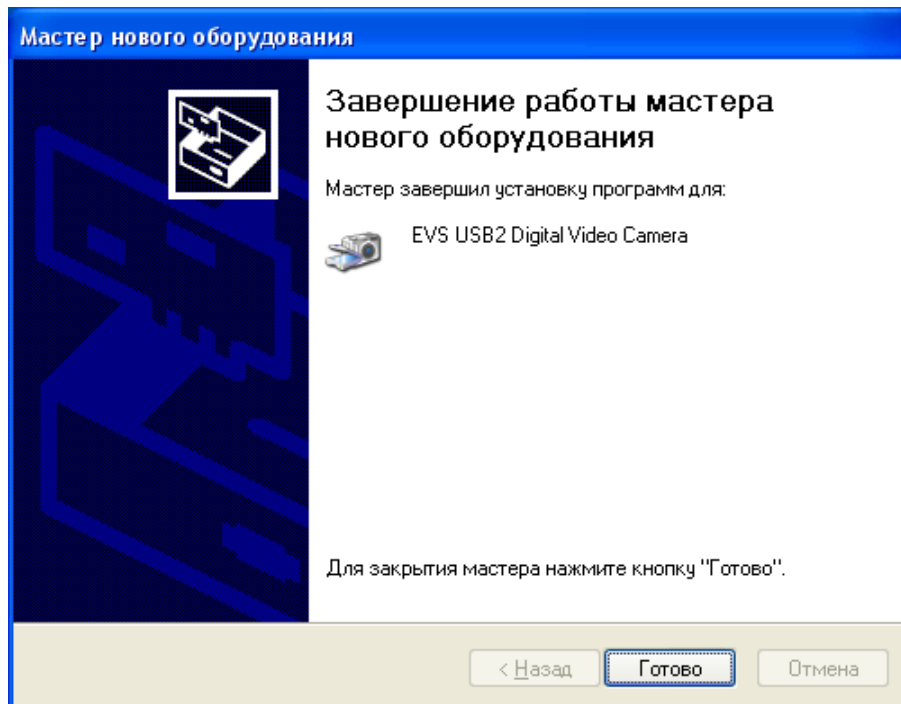 Мастер нового оборудования
Завершение работы мастера
нового оборудования
Мастер завершил установку программ для:
EVS USB2 Digital Video Camera
Для закрытия мастера нажмите кнопку "Готово".
< Назад
Готово
Отмена